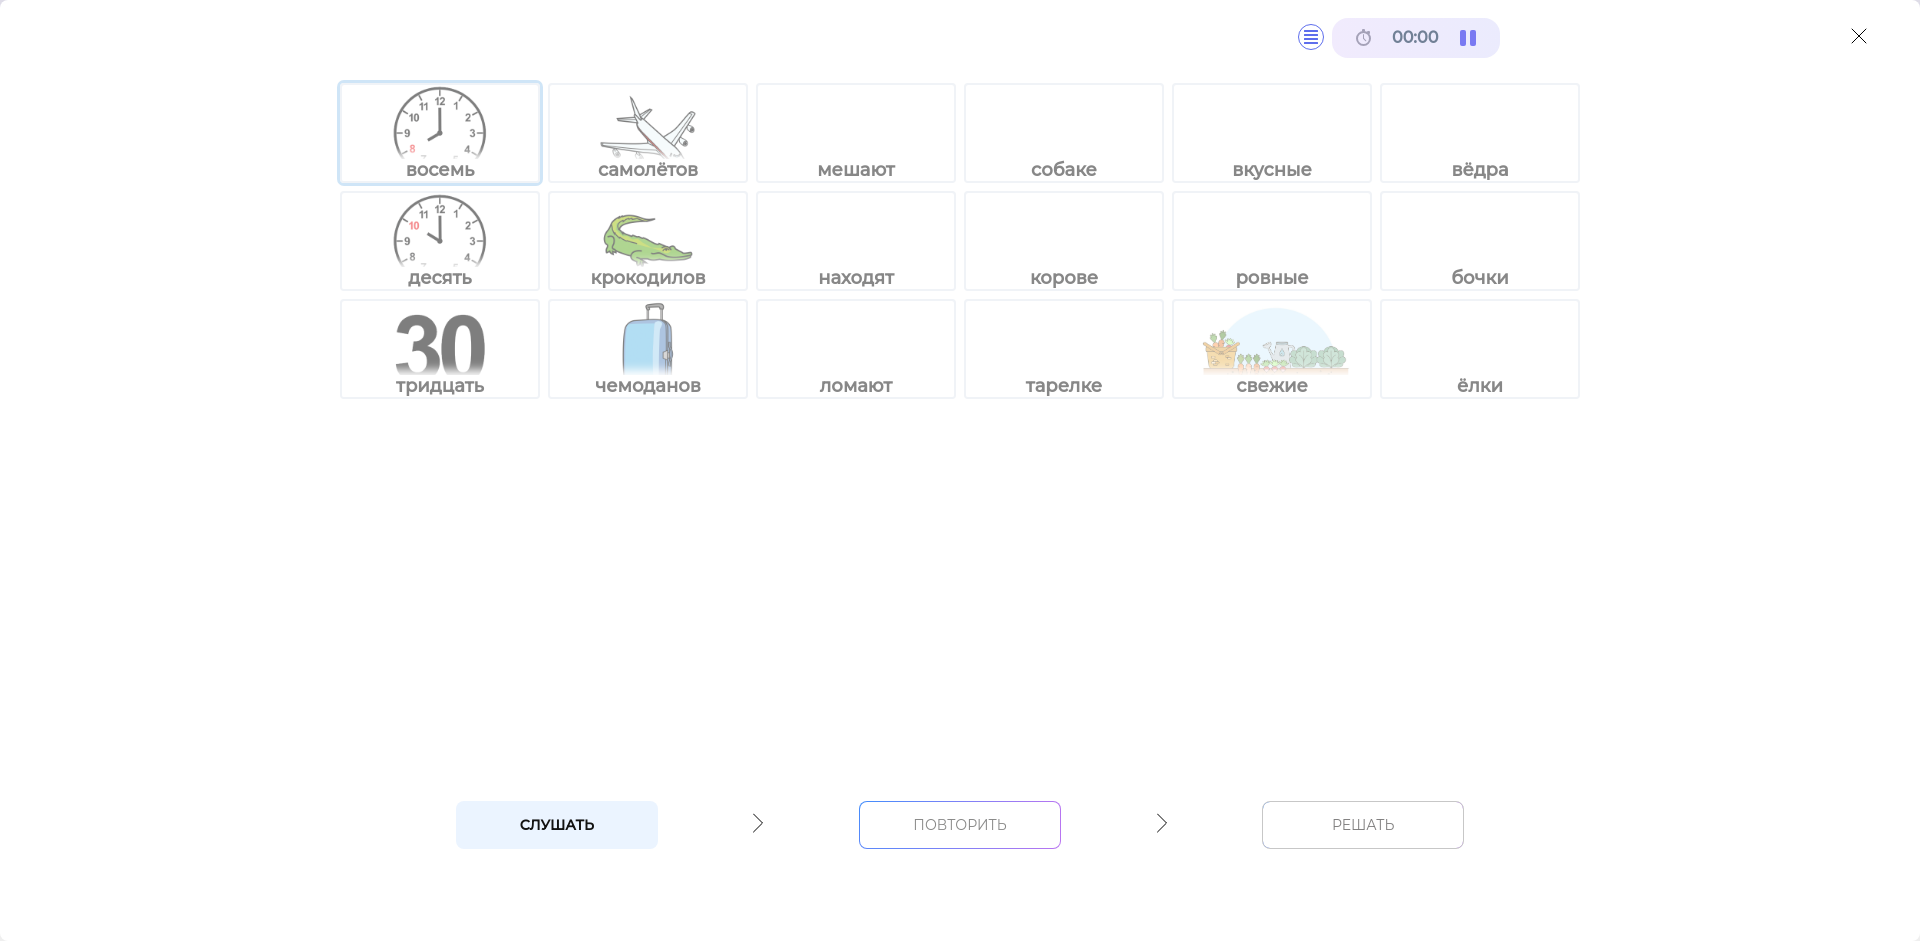 00:00
восемь самолётов мешают собаке вкусные вёдра
десять крокодилов находят корове ровные бочки
30
тридцать чемоданов ломают тарелке свежие ёлки
СЛУШАТЬ ПОВТОРИТЬ РЕШАТЬ